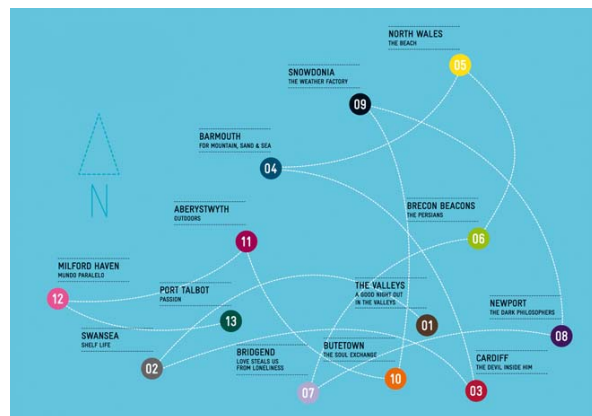 NORTH WALES
THE BEACH
05
SNOWDONIA
THE WEATHER FACTORY
09
BARMOUTH
FOR MOUNTAIN, SAND & SEA
04
N
BRECON BEACONS
THE PERSIANS
06
ABERYSTWYTH
OUTDOORS
11
MILFORD HAVEN
MUNDO PARALELO
12
PORT TALBOT
PASSION
13
THE VALLEYS
A GOOD NIGHT OUT
IN THE VALLEYS
01
NEWPORT
THE DARK PHILOSOPHERS
08
SWANSEA
SHELF LIFE
02
BRIDGEND
LOVE STEALS US
FROM LONELINESS
07
BUTETOWN
THE SOUL EXCHANGE
10
CARDIFF
THE DEVIL INSIDE HIM
03